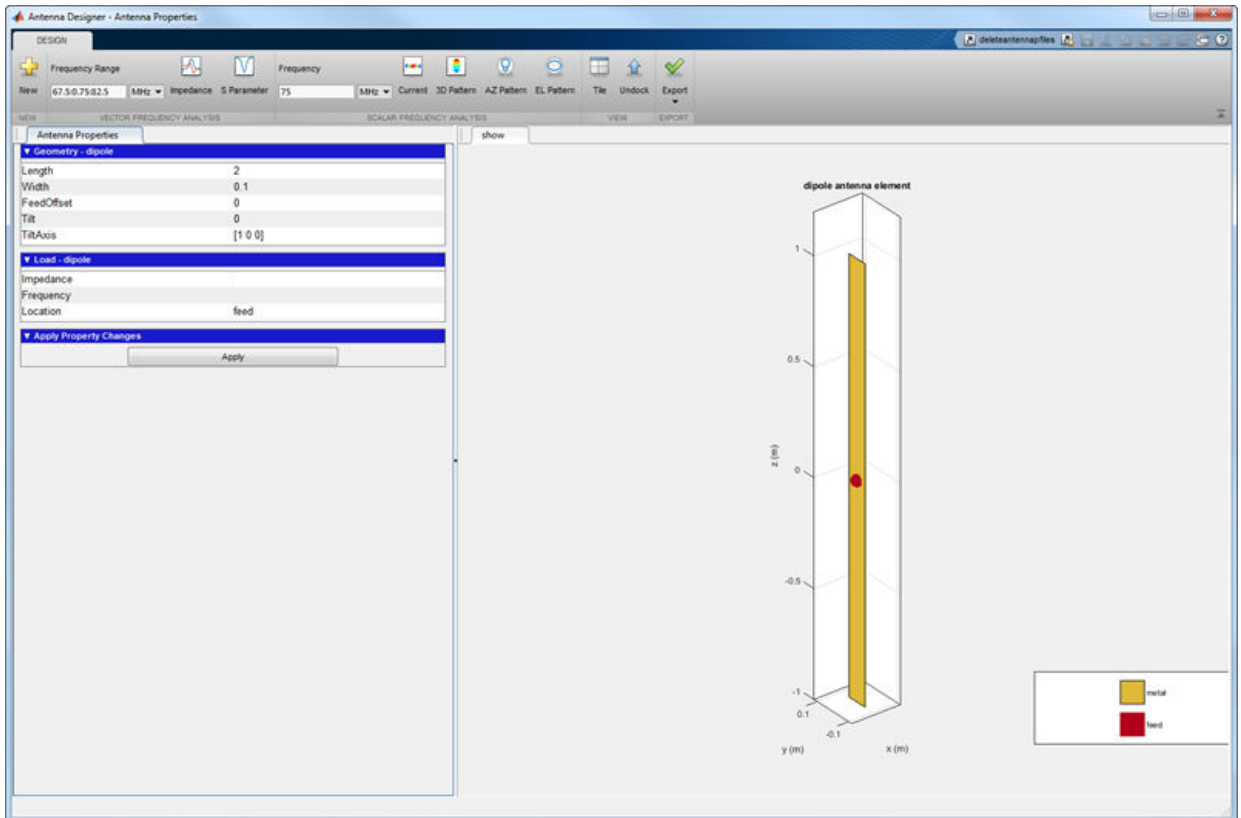 Antenna Designer - Antenna Properties
DESIGN
deleteantennapfiles
Frequency Range
Frequency
New 67.5:0.75:82.5 MHz Impedance S Parameter 75 MHz Current 3D Pattern AZ Pattern EL Pattern Tile Undock Export
NEW VECTOR FREQUENCY ANALYSIS SCALAR FREQUENCY ANALYSIS VIEW EXPORT
Antenna Properties
show
Geometry - dipole
Length 2
Width 0.1
FeedOffset 0
Tilt 0
TiltAxis [1 0 0]
Load - dipole
Impedance
Frequency
Location feed
Apply Property Changes
Apply
dipole antenna element
1
0.5
z (m)
0
-0.5
-1
0.1
-0.1
y (m)
x (m)
metal
feed